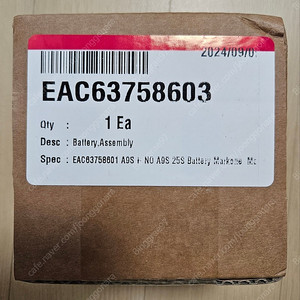 2024/09/0
EAC63758603
Qty : 1 Ea
Desc : Battery,Assembly
Spec : EAC63758601 A9S NO A9S 25S Battery Markone Mc